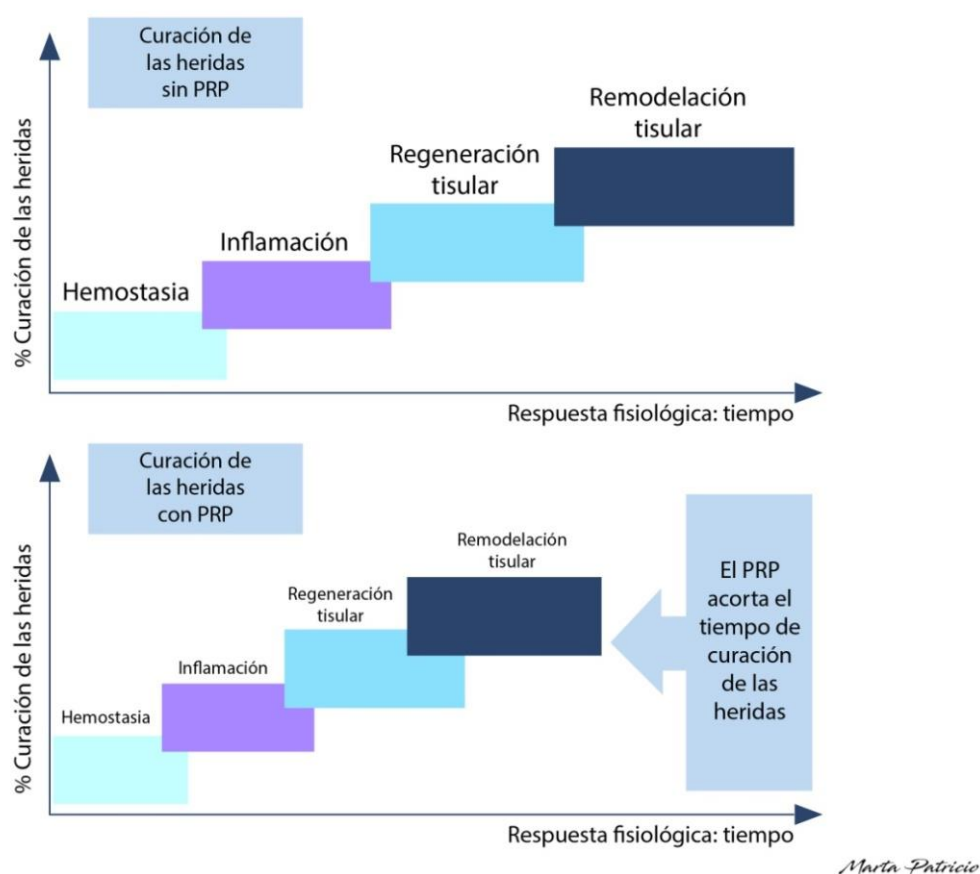 Curación de
las heridas
sin PRP
Remodelación
tisular
Regeneración
tisular
Inflamación
Hemostasia
% Curación de las heridas
Respuesta fisiológica: tiempo
Curación de
las heridas
con PRP
Remodelación
tisular
Regeneración
tisular
Inflamación
Hemostasia
% Curación de las heridas
Respuesta fisiológica: tiempo
El PRP
acorta el
tiempo de
curación
de las
heridas
Marta Patricio